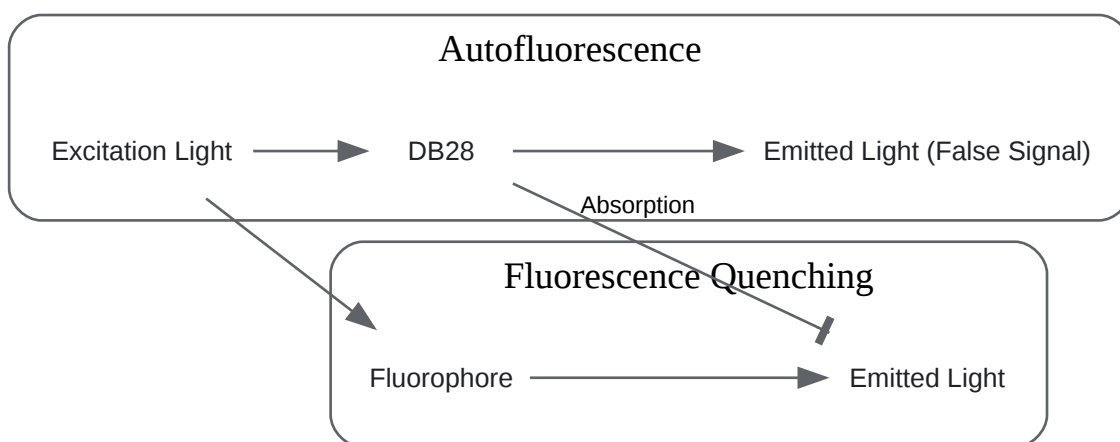 Autofluorescence
Excitation Light
DB28
Emitted Light (False Signal)
Absorption
Fluorescence Quenching
Fluorophore
Emitted Light